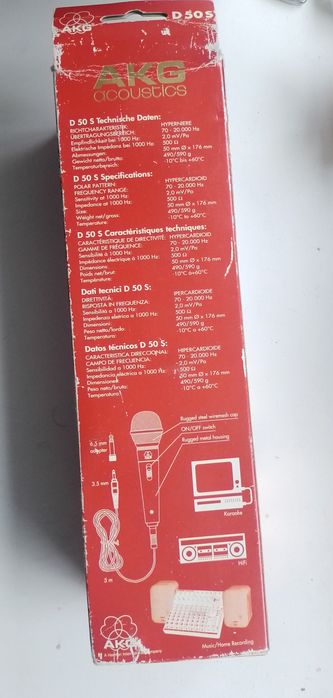 AKG
D 50 S
AKG
acoustics
D 50 S Technische Daten:
RICHTCHARAKTERISTIK: HYPERNIERE
ÜBERTRAGUNGSBEREICH: 70 - 20.000 Hz
Empfindlichkeit bei 1000 Hz: 2,0 mV/Pa
Elektrische Impedanz bei 1000 Hz: 500 Ω
Abmessungen: 50 mm Ø x 176 mm
Gewicht netto/brutto: 490/590 g
Temperaturbereich: -10°C bis +60°C
D 50 S Specifications:
POLAR PATTERN: HYPERCARDIOID
FREQUENCY RANGE: 70 - 20.000 Hz
Sensitivity at 1000 Hz: 2,0 mV/Pa
Impedance at 1000 Hz: 500 Ω
Size: 50 mm Ø x 176 mm
Weight net/gross: 490/590 g
Temperature: -10°C to +60°C
D 50 S Caractéristiques techniques:
CARACTÉRISTIQUE DE DIRECTIVITÉ: HYPERCARDIOID
GAMME DE FRÉQUENCE: 70 - 20.000 Hz
Sensibilité à 1000 Hz: 2,0 mV/Pa
Impédance électrique à 1000 Hz: 500 Ω
Dimensions: 50 mm Ø x 176 mm
Poids net/brut: 490/590 g
Température: -10°C à+60°C
Dati tecnici D 50 S:
DIRETTIVITÀ: IPERCARDIOIDE
RISPOSTA IN FREQUENZA: 70 - 20.000 Hz
Sensibilità a 1000 Hz: 2,0 mV/Pa
Impedenza elettrica a 1000 Hz: 500 Ω
Dimensioni: 50 mm Ø x 176 mm
Peso netto/lordo: 490/590 g
Temperatura: -10°C a+60°C
Datos técnicos D 50 S:
CARACTERISTICA DIRECCIONAL: HIPERCARDIOIDE
CAMPO DE FRECUENCIA: 70 - 20.000 Hz
Sensibilidad a 1000 Hz: 2,0 mV/Pa
Impedancia eléctrica a 1000 Hz: 500 Ω
Dimensiones: 50 mm Ø x 176 mm
Peso neto/bruto: 490/590 g
Temperatura: -10°C a+60°C
Rugged steel wiremesh cap
ON/OFF switch
Rugged metal housing
6,3 mm
adaptor
3,5 mm
5 m
Karaoke
HiFi
Music/Home Recording
AKG
A Harman International Company